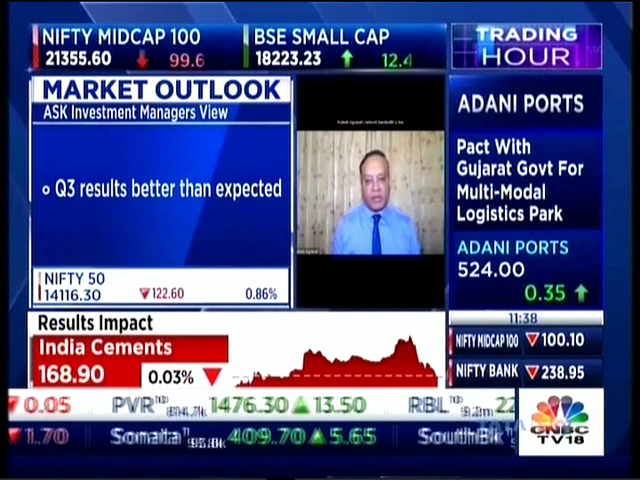 NIFTY MIDCAP 100
21355.60 99.6
BSE SMALL CAP
18223.23 12.4
TRADING
HOUR
MARKET OUTLOOK
ASK Investment Managers View
Q3 results better than expected
NIFTY 50
14116.30 122.60 0.86%
ADANI PORTS
Pact With
Gujarat Govt For
Multi-Modal
Logistics Park
ADANI PORTS
524.00
0.35
11:38
NIFTY MIDCAP 100 100.10
NIFTY BANK 238.95
Results Impact
India Cements
168.90 0.03%
0.05 PVR 1476.30 13.50 RBL 22
1.70 Somata 409.70 5.65 SouthBk
CNBC
TV18